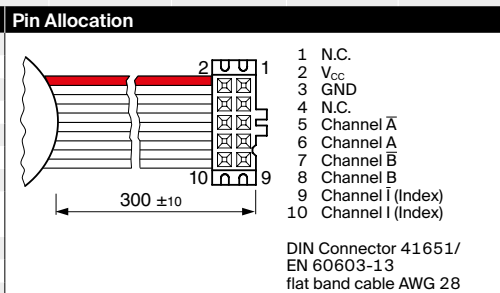 Pin Allocation
2 1
10 9
300 ±10
1 N.C.
2 Vcc
3 GND
4 N.C.
5 Channel A̅
6 Channel A
7 Channel B̅
8 Channel B
9 Channel I̅ (Index)
10 Channel I (Index)
DIN Connector 41651/
EN 60603-13
flat band cable AWG 28